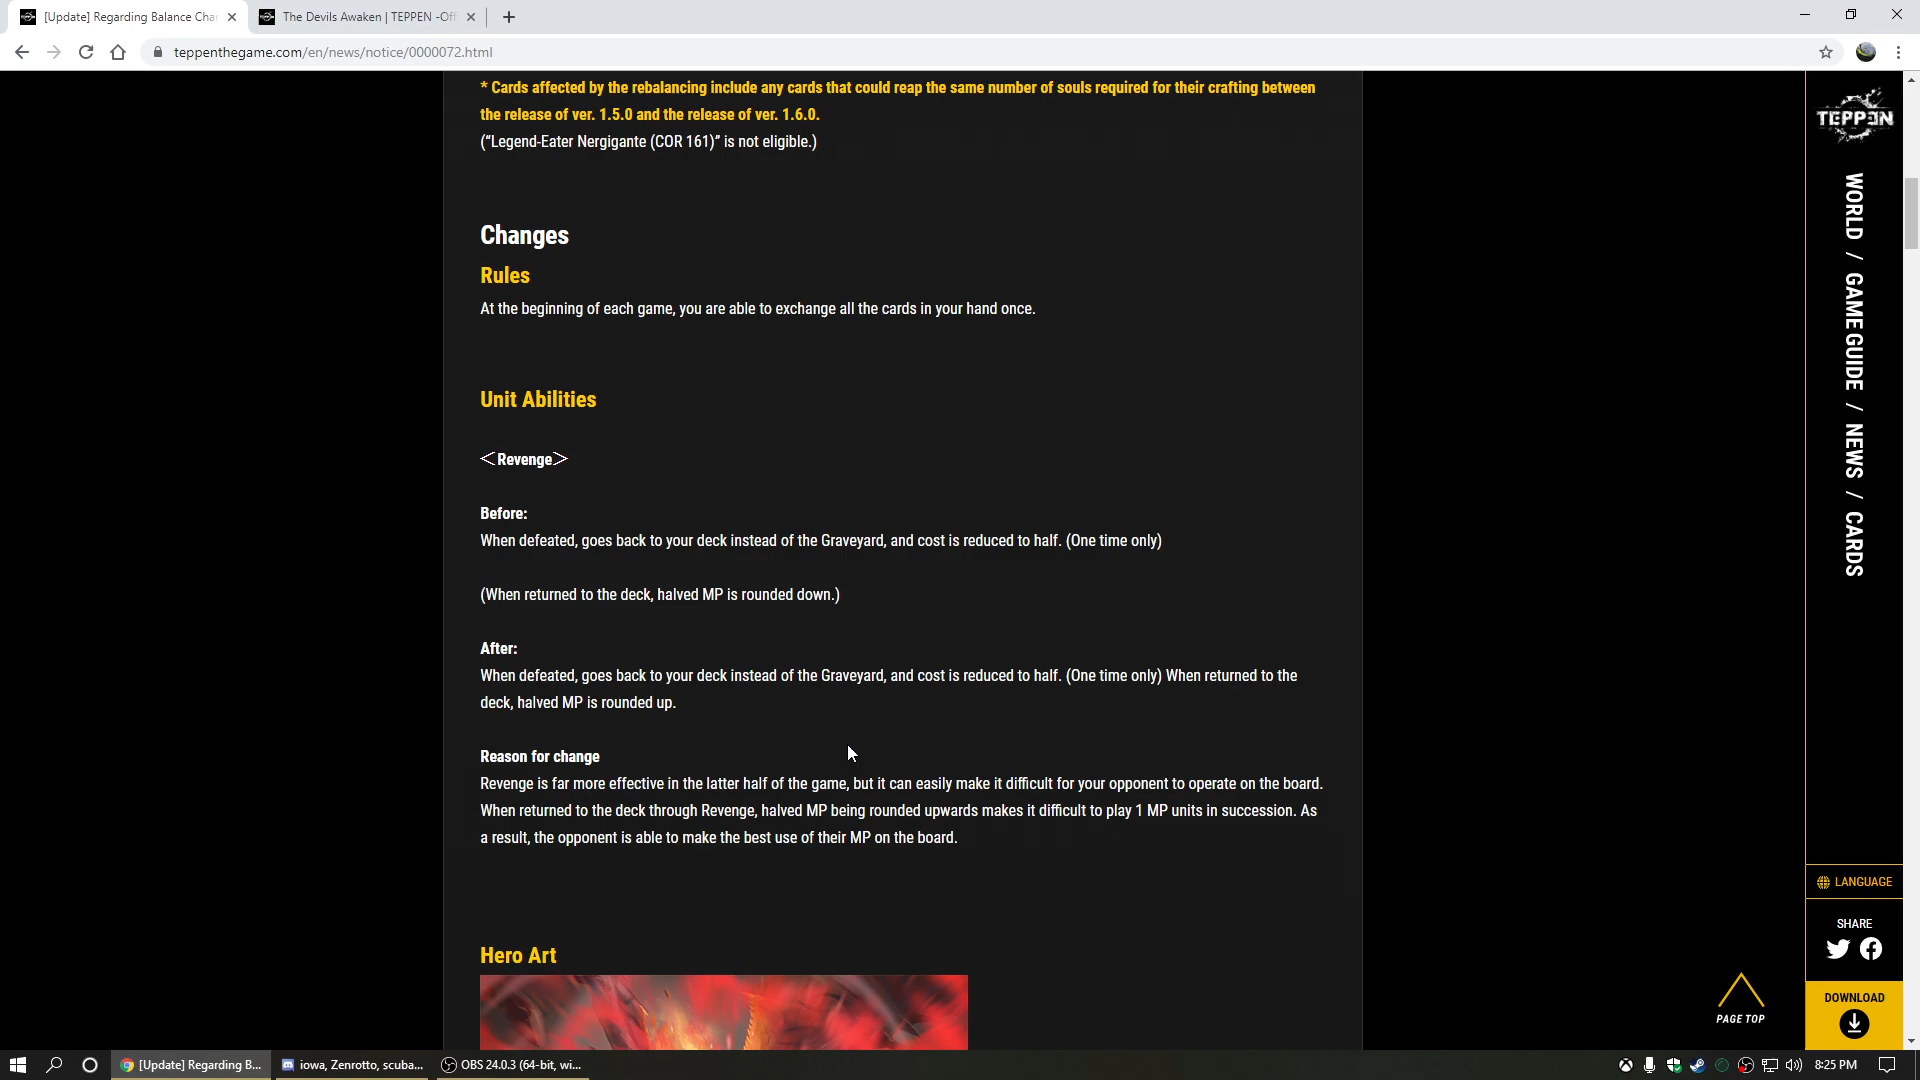 [Update] Regarding Balance Cha
The Devils Awaken | TEPPEN -Off
teppenthegame.com/en/news/notice/0000072.html
* Cards affected by the rebalancing include any cards that could reap the same number of souls required for their crafting between
the release of ver. 1.5.0 and the release of ver. 1.6.0.
("Legend-Eater Nergigante (COR 161)" is not eligible.)
Changes
Rules
At the beginning of each game, you are able to exchange all the cards in your hand once.
Unit Abilities
＜Revenge＞
Before:
When defeated, goes back to your deck instead of the Graveyard, and cost is reduced to half. (One time only)
(When returned to the deck, halved MP is rounded down.)
After:
When defeated, goes back to your deck instead of the Graveyard, and cost is reduced to half. (One time only) When returned to the
deck, halved MP is rounded up.
Reason for change
Revenge is far more effective in the latter half of the game, but it can easily make it difficult for your opponent to operate on the board.
When returned to the deck through Revenge, halved MP being rounded upwards makes it difficult to play 1 MP units in succession. As
a result, the opponent is able to make the best use of their MP on the board.
Hero Art
TEPPEN
WORLD / GAMEGUIDE / NEWS / CARDS
LANGUAGE
SHARE
DOWNLOAD
PAGE TOP
[Update] Regarding B...
iowa, Zenrotto, scuba...
OBS 24.0.3 (64-bit, wi...
8:25 PM